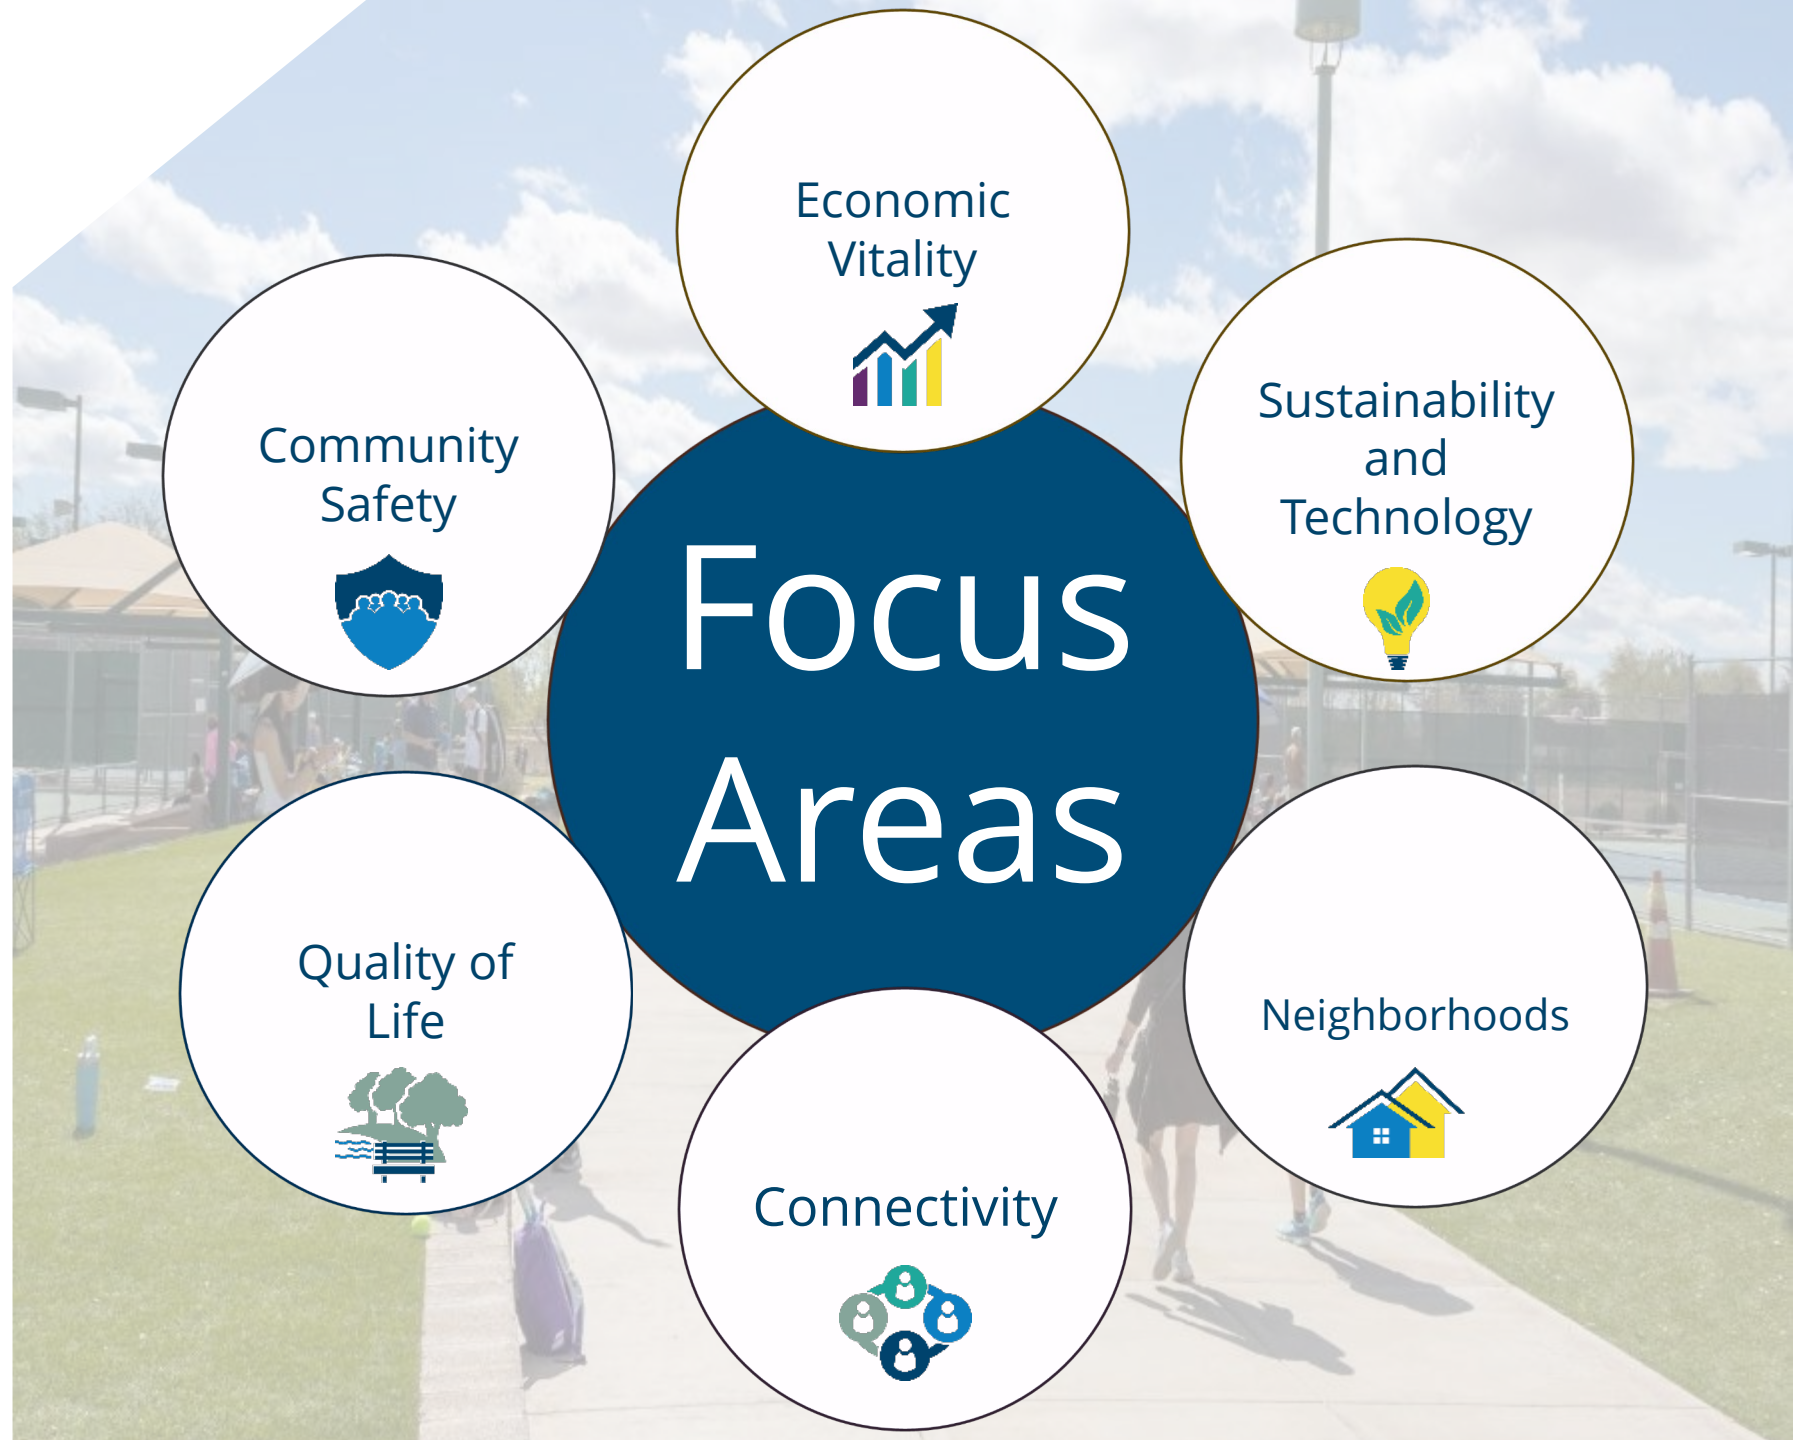 Economic
Vitality
Sustainability
and
Technology
Community
Safety
Focus
Areas
Neighborhoods
Quality of
Life
Connectivity